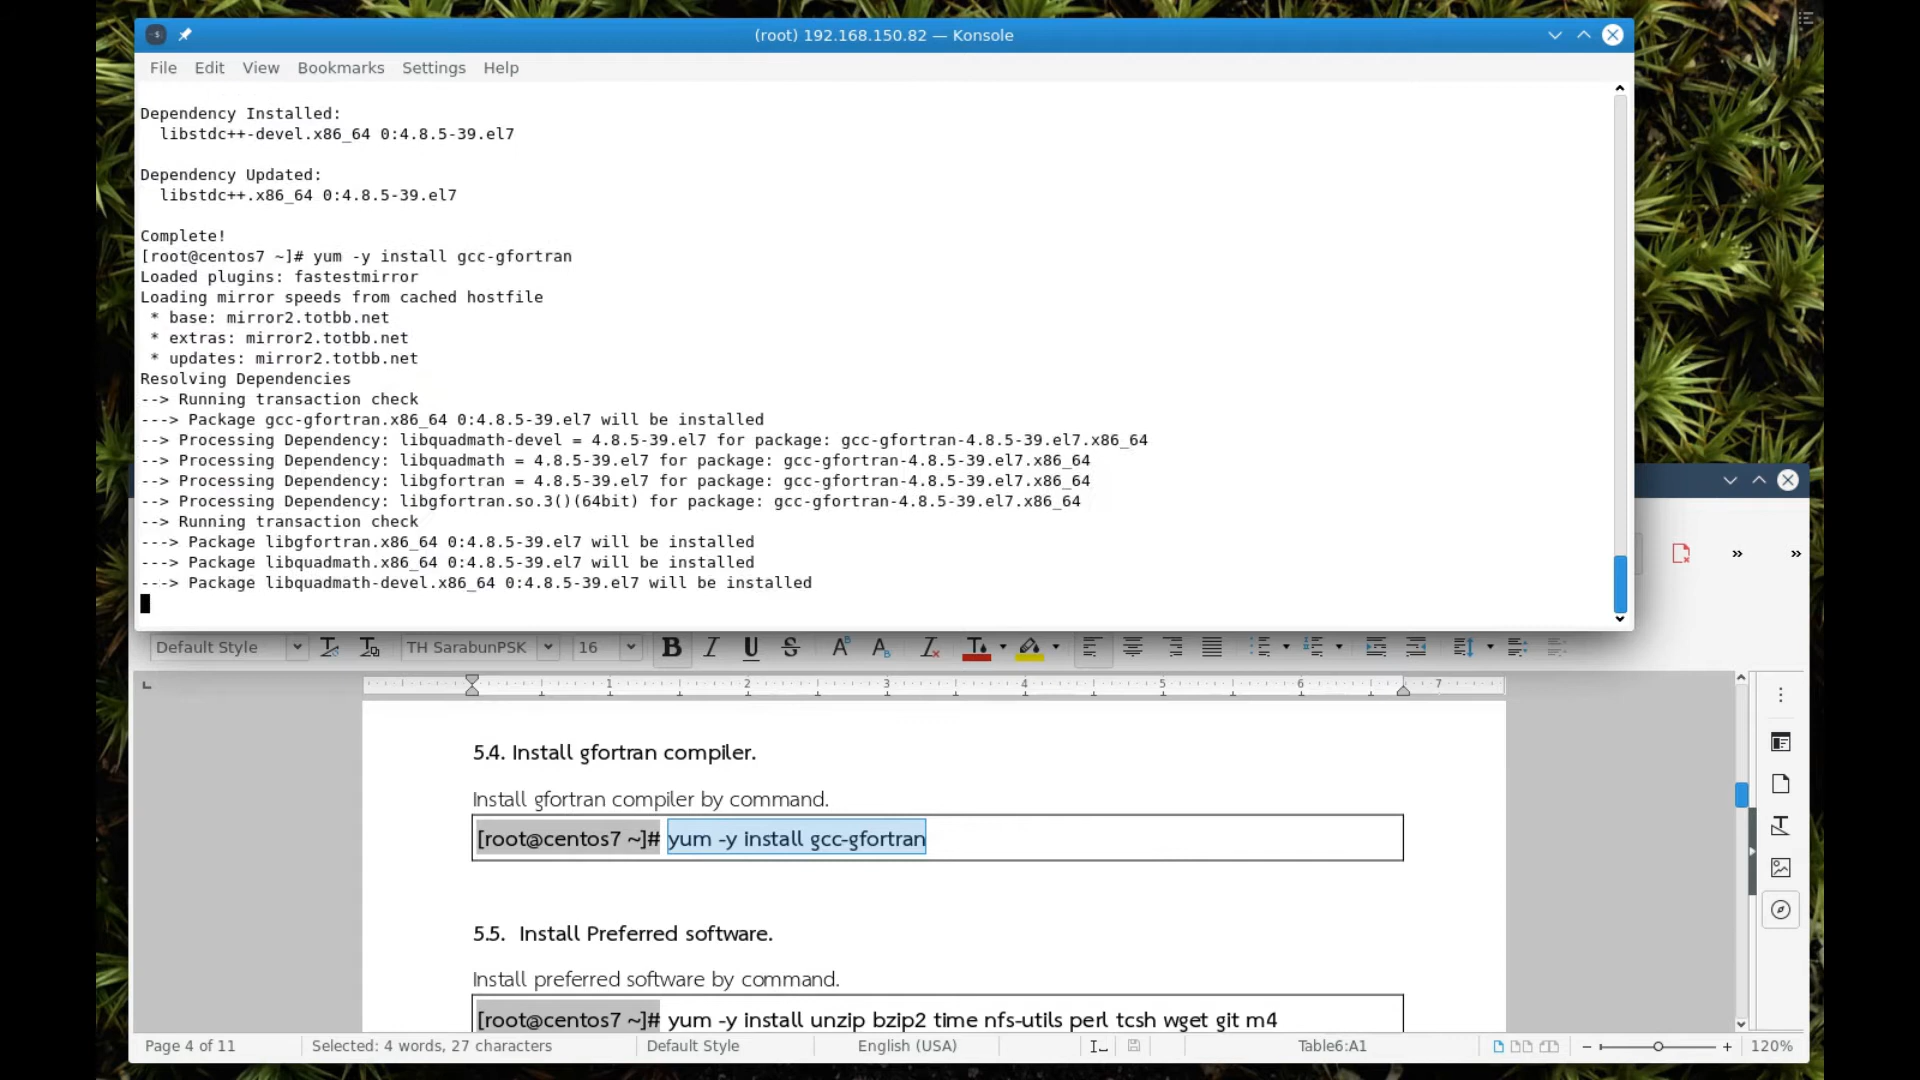 (root) 192.168.150.82 — Konsole
File Edit View Bookmarks Settings Help
Dependency Installed:
libstdc++-devel.x86_64 0:4.8.5-39.el7
Dependency Updated:
libstdc++.x86_64 0:4.8.5-39.el7
Complete!
[root@centos7 ~]# yum -y install gcc-gfortran
Loaded plugins: fastestmirror
Loading mirror speeds from cached hostfile
* base: mirror2.totbb.net
* extras: mirror2.totbb.net
* updates: mirror2.totbb.net
Resolving Dependencies
--> Running transaction check
---> Package gcc-gfortran.x86_64 0:4.8.5-39.el7 will be installed
--> Processing Dependency: libquadmath-devel = 4.8.5-39.el7 for package: gcc-gfortran-4.8.5-39.el7.x86_64
--> Processing Dependency: libquadmath = 4.8.5-39.el7 for package: gcc-gfortran-4.8.5-39.el7.x86_64
--> Processing Dependency: libgfortran = 4.8.5-39.el7 for package: gcc-gfortran-4.8.5-39.el7.x86_64
--> Processing Dependency: libgfortran.so.3()(64bit) for package: gcc-gfortran-4.8.5-39.el7.x86_64
--> Running transaction check
---> Package libgfortran.x86_64 0:4.8.5-39.el7 will be installed
---> Package libquadmath.x86_64 0:4.8.5-39.el7 will be installed
---> Package libquadmath-devel.x86_64 0:4.8.5-39.el7 will be installed
Default Style TH SarabunPSK 16
1 2 3 4 5 6 7
5.4. Install gfortran compiler.
Install gfortran compiler by command.
[root@centos7 ~]# yum -y install gcc-gfortran
5.5. Install Preferred software.
Install preferred software by command.
[root@centos7 ~]# yum -y install unzip bzip2 time nfs-utils perl tcsh wget git m4
Page 4 of 11 Selected: 4 words, 27 characters Default Style English (USA) Table6:A1 120%